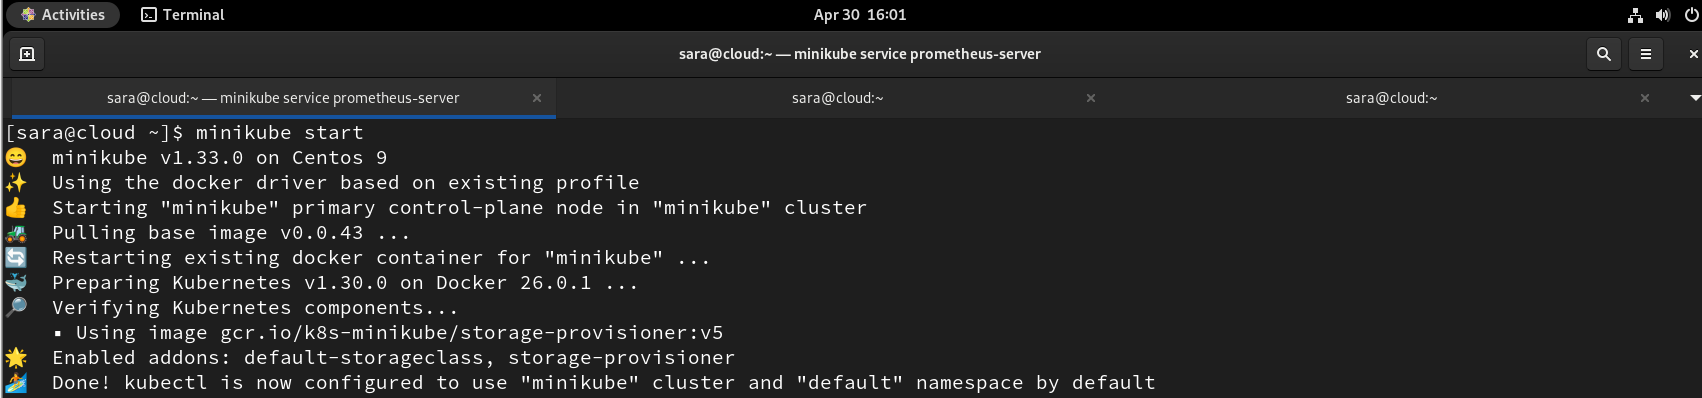 Activities Terminal Apr 30 16:01
sara@cloud:~ — minikube service prometheus-server
sara@cloud:~ — minikube service prometheus-server sara@cloud:~ sara@cloud:~
[sara@cloud ~]$ minikube start
minikube v1.33.0 on Centos 9
Using the docker driver based on existing profile
Starting "minikube" primary control-plane node in "minikube" cluster
Pulling base image v0.0.43 ...
Restarting existing docker container for "minikube" ...
Preparing Kubernetes v1.30.0 on Docker 26.0.1 ...
Verifying Kubernetes components...
▪ Using image gcr.io/k8s-minikube/storage-provisioner:v5
Enabled addons: default-storageclass, storage-provisioner
Done! kubectl is now configured to use "minikube" cluster and "default" namespace by default